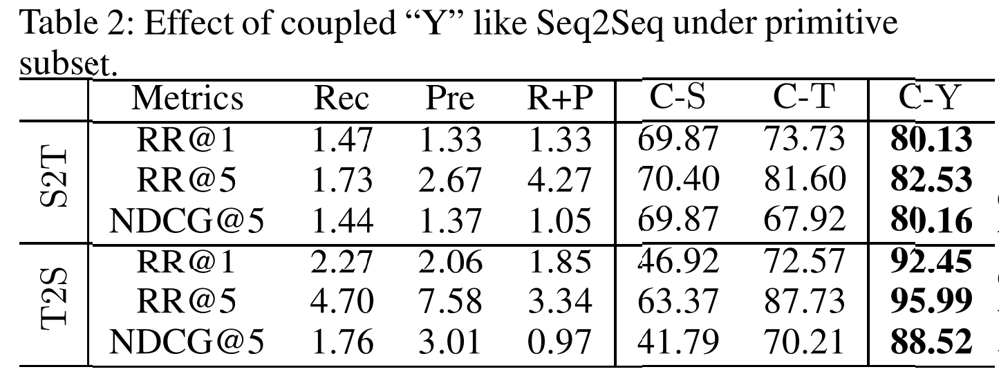 Table 2: Effect of coupled “Y” like Seq2Seq under primitive
subset.
Metrics Rec Pre R+P C-S C-T C-Y
S2T
RR@1 1.47 1.33 1.33 69.87 73.73 80.13
RR@5 1.73 2.67 4.27 70.40 81.60 82.53
NDCG@5 1.44 1.37 1.05 69.87 67.92 80.16
T2S
RR@1 2.27 2.06 1.85 46.92 72.57 92.45
RR@5 4.70 7.58 3.34 63.37 87.73 95.99
NDCG@5 1.76 3.01 0.97 41.79 70.21 88.52